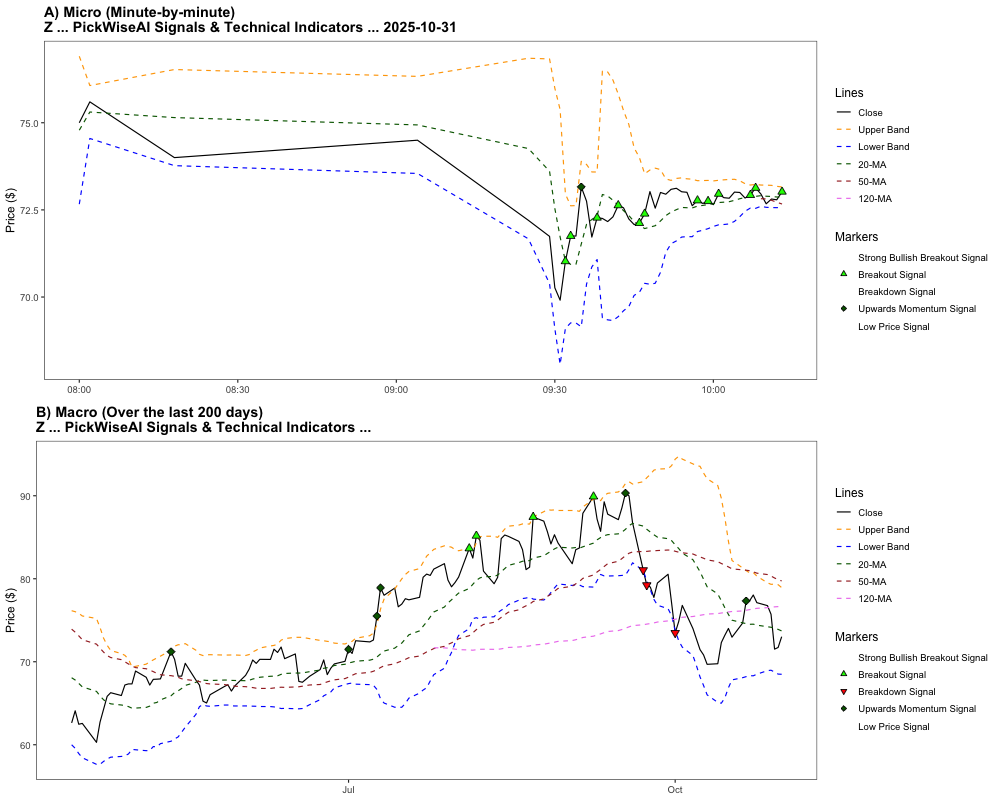 A) Micro (Minute-by-minute)
Z ... PickWiseAI Signals & Technical Indicators ... 2025-10-31
Price ($)
75.0
72.5
70.0
08:00
08:30
09:00
09:30
10:00
Lines
Close
Upper Band
Lower Band
20-MA
50-MA
120-MA
Markers
Strong Bullish Breakout Signal
Breakout Signal
Breakdown Signal
Upwards Momentum Signal
Low Price Signal
B) Macro (Over the last 200 days)
Z ... PickWiseAI Signals & Technical Indicators ...
Price ($)
90
80
70
60
Jul
Oct
Lines
Close
Upper Band
Lower Band
20-MA
50-MA
120-MA
Markers
Strong Bullish Breakout Signal
Breakout Signal
Breakdown Signal
Upwards Momentum Signal
Low Price Signal